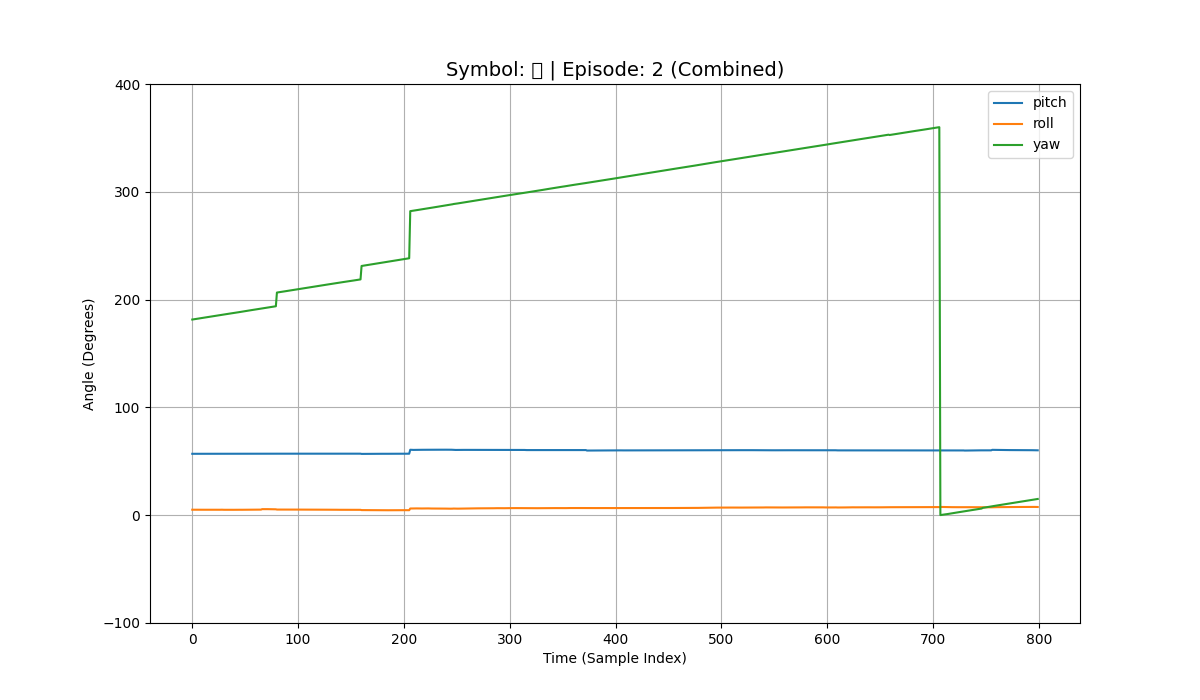 Symbol: ▯ | Episode: 2 (Combined)
400
300
200
100
0
−100
Angle (Degrees)
pitch
roll
yaw
0 100 200 300 400 500 600 700 800
Time (Sample Index)